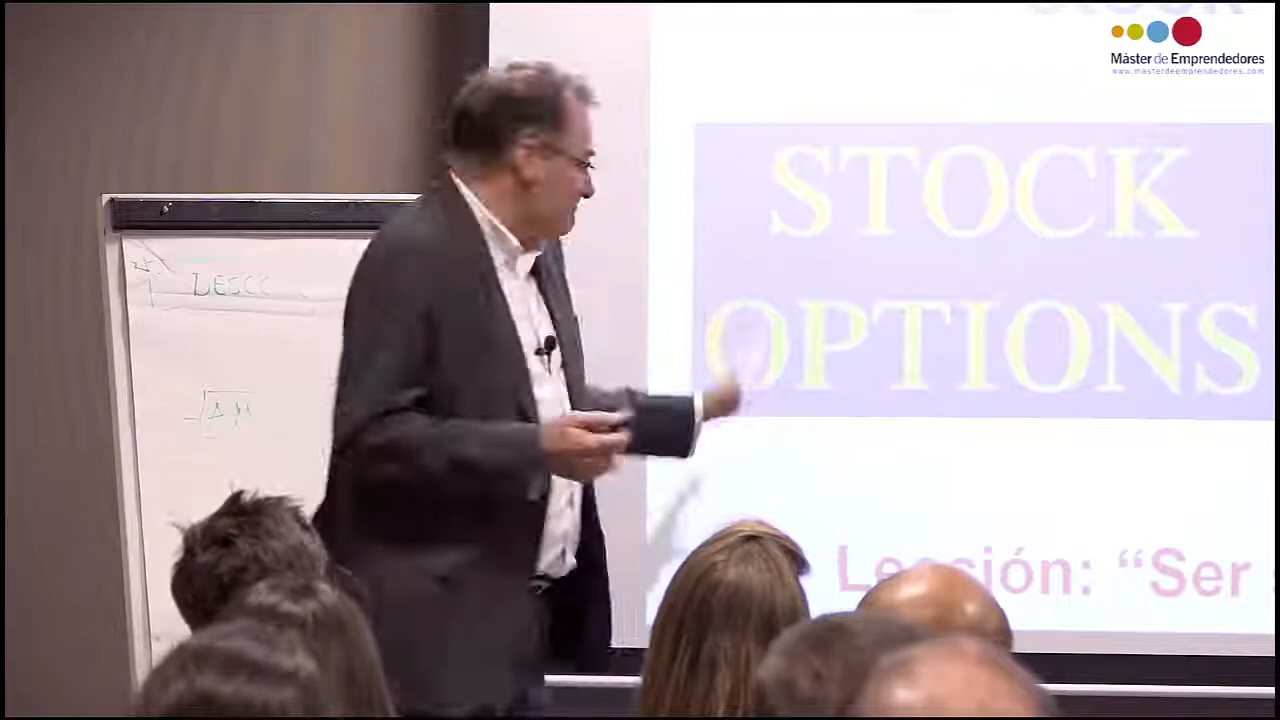 Máster de Emprendedores
www.masterdeemprendedores.com
STOCK
OPTIONS
Lección: “Ser